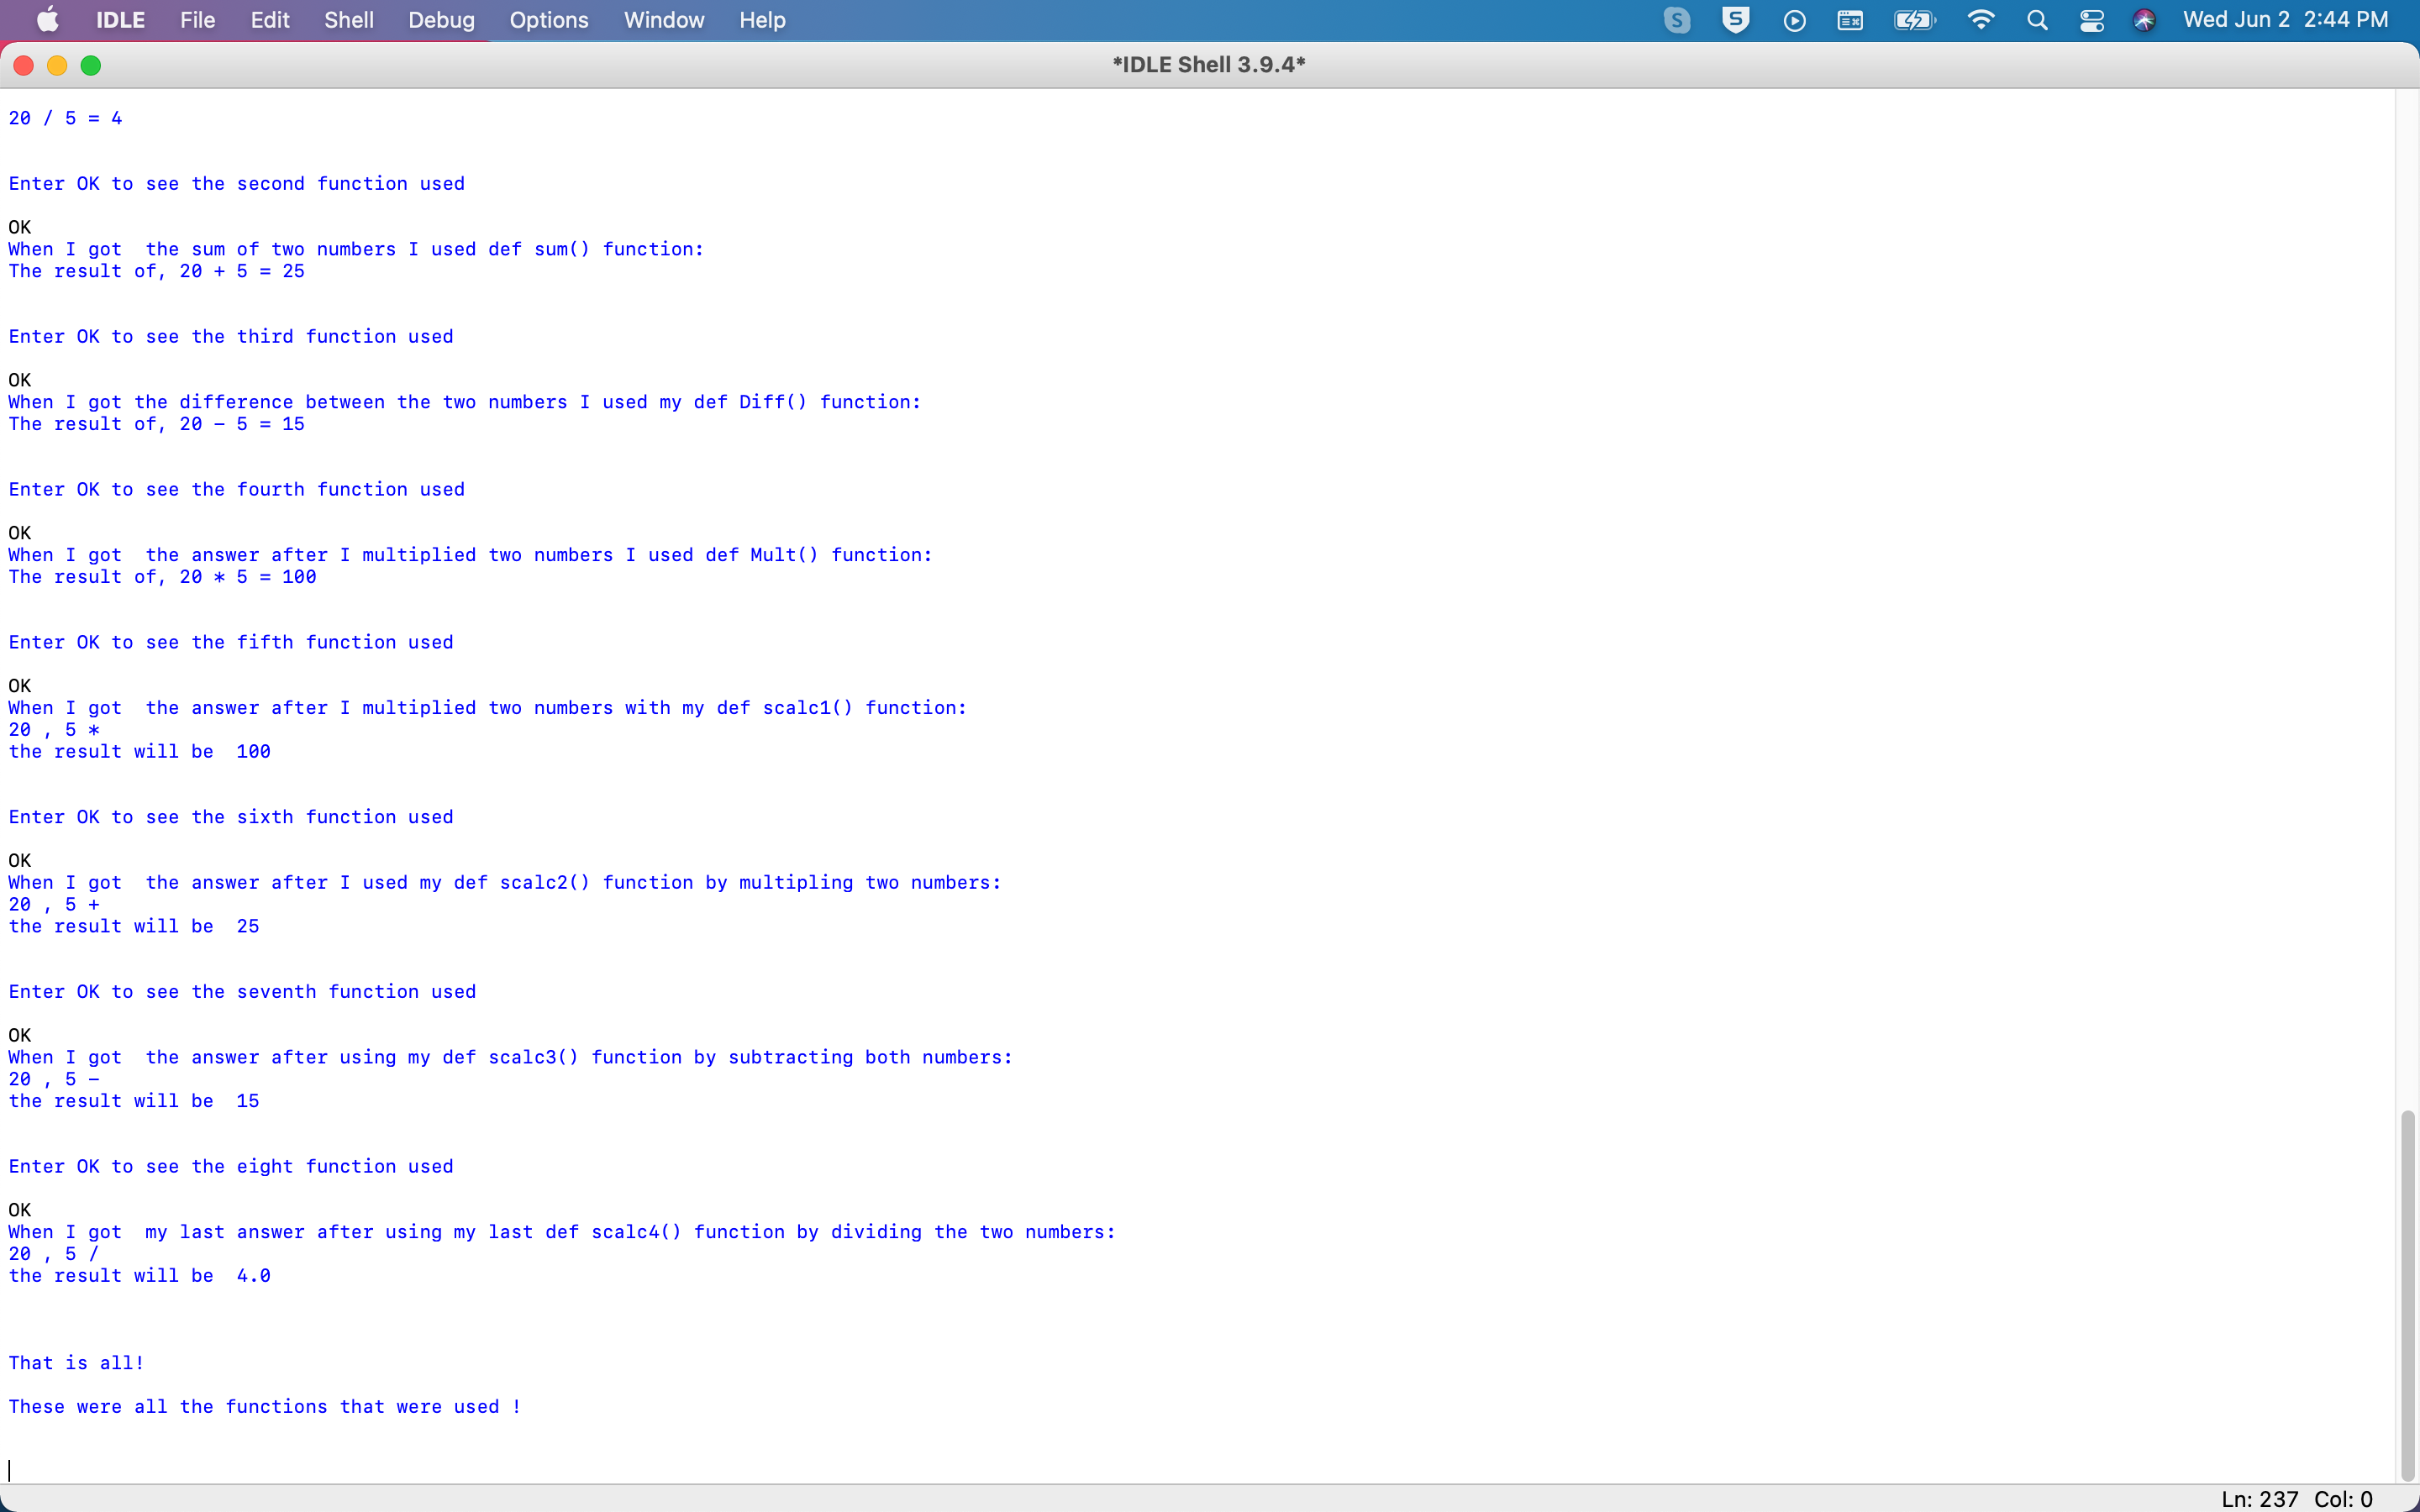 IDLE File Edit Shell Debug Options Window Help Wed Jun 2 2:44 PM
*IDLE Shell 3.9.4*
20 / 5 = 4
Enter OK to see the second function used
OK
When I got  the sum of two numbers I used def sum() function:
The result of, 20 + 5 = 25
Enter OK to see the third function used
OK
When I got the difference between the two numbers I used my def Diff() function:
The result of, 20 - 5 = 15
Enter OK to see the fourth function used
OK
When I got  the answer after I multiplied two numbers I used def Mult() function:
The result of, 20 * 5 = 100
Enter OK to see the fifth function used
OK
When I got  the answer after I multiplied two numbers with my def scalc1() function:
20 , 5 *
the result will be  100
Enter OK to see the sixth function used
OK
When I got  the answer after I used my def scalc2() function by multipling two numbers:
20 , 5 +
the result will be  25
Enter OK to see the seventh function used
OK
When I got  the answer after using my def scalc3() function by subtracting both numbers:
20 , 5 -
the result will be  15
Enter OK to see the eight function used
OK
When I got  my last answer after using my last def scalc4() function by dividing the two numbers:
20 , 5 /
the result will be  4.0
That is all!
These were all the functions that were used !
Ln: 237 Col: 0